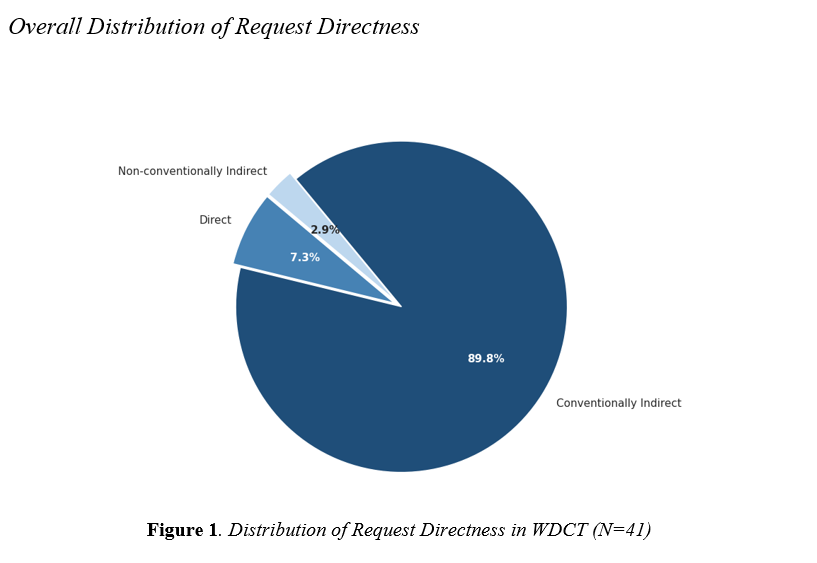 Overall Distribution of Request Directness
Non-conventionally Indirect
Direct
2.9%
7.3%
89.8%
Conventionally Indirect
Figure 1. Distribution of Request Directness in WDCT (N=41)